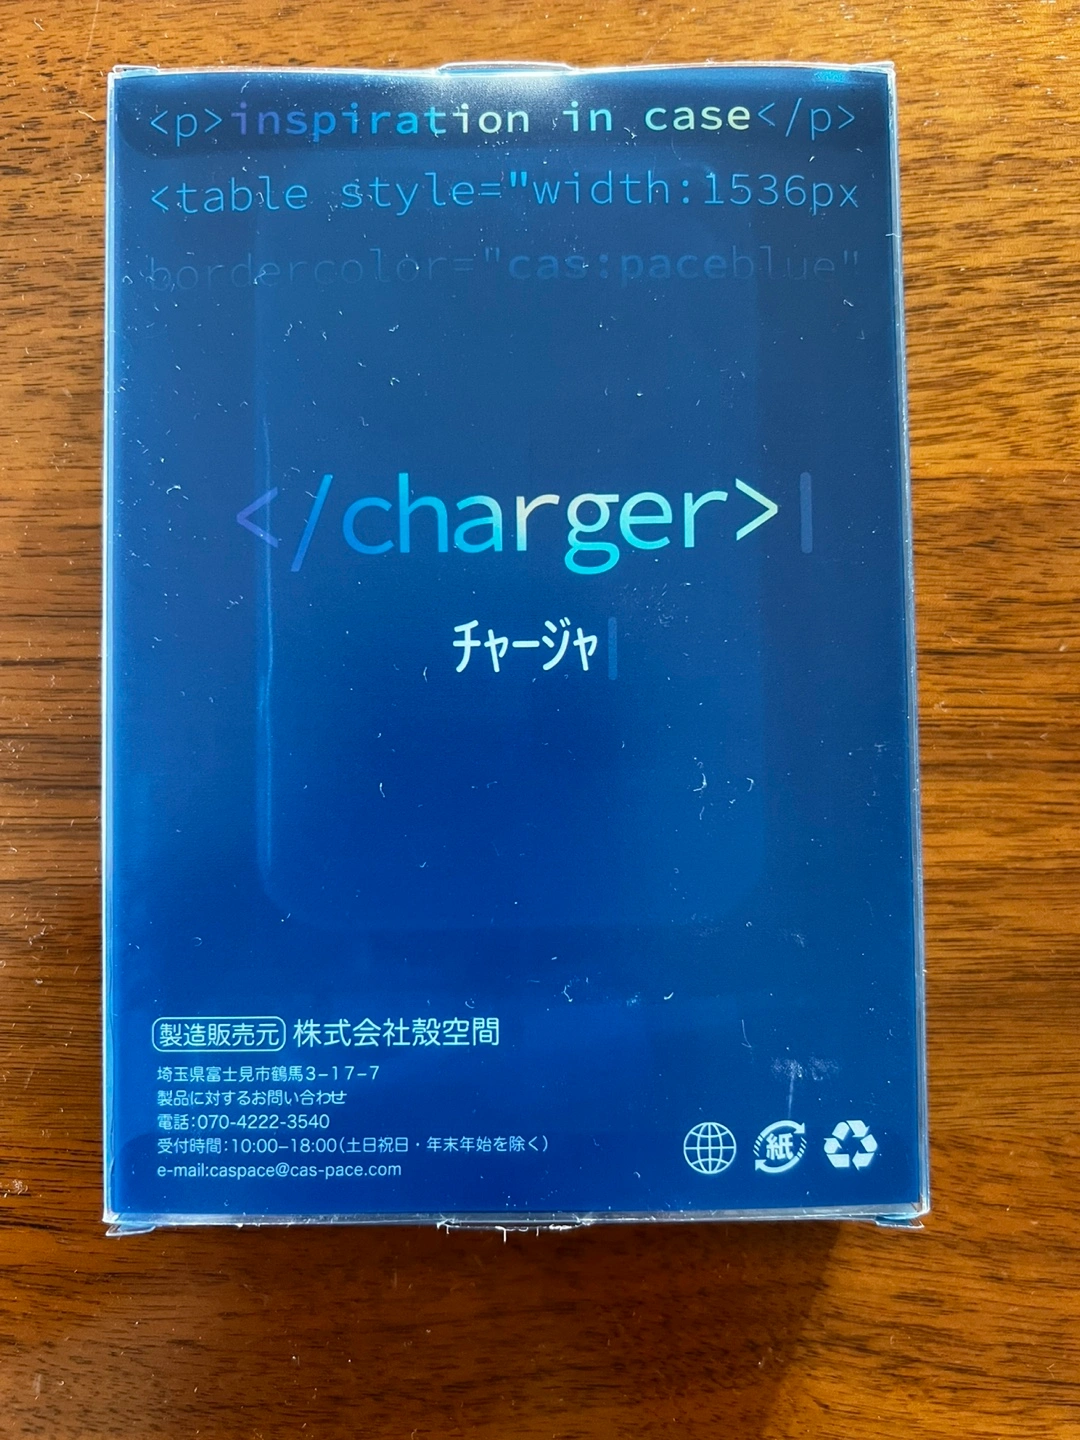 <p>inspiration in case</p>
<table style="width:1536px
bordercolor="cas:paceblue"
</charger>
チャージャ
製造販売元 株式会社殻空間
埼玉県富士見市鶴馬3-17-7
製品に対するお問い合わせ
電話:070-4222-3540
受付時間:10:00-18:00(土日祝日・年末年始を除く)
e-mail:caspace@cas-pace.com
紙